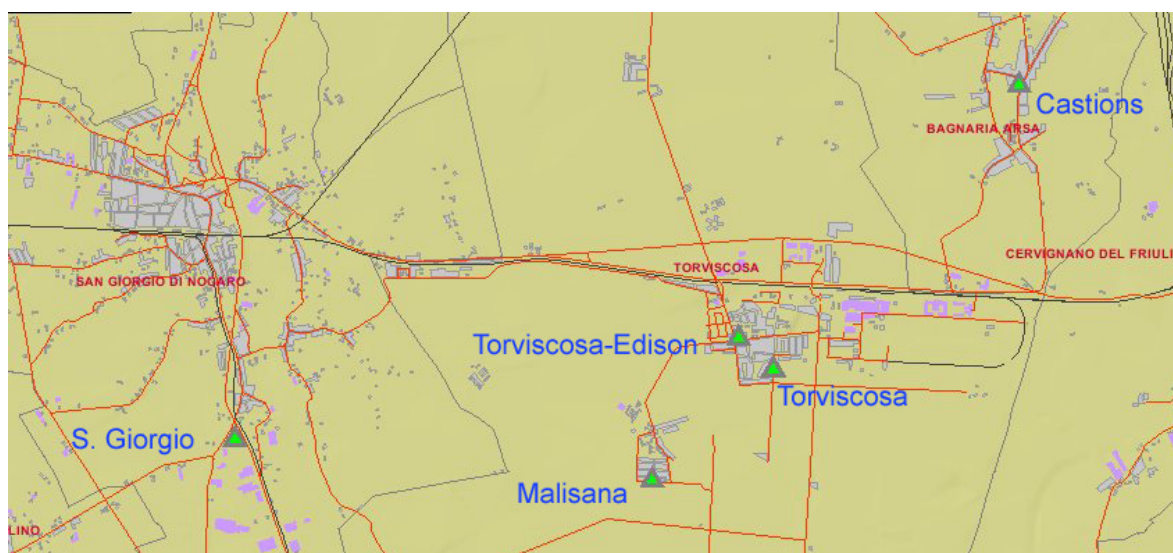 Castions
BAGNARIA ARSA
CERVIGNANO DEL FRIULI
TORVISCOSA
SAN GIORGIO DI NOGARO
Torviscosa-Edison
Torviscosa
S. Giorgio
Malisana
LINO